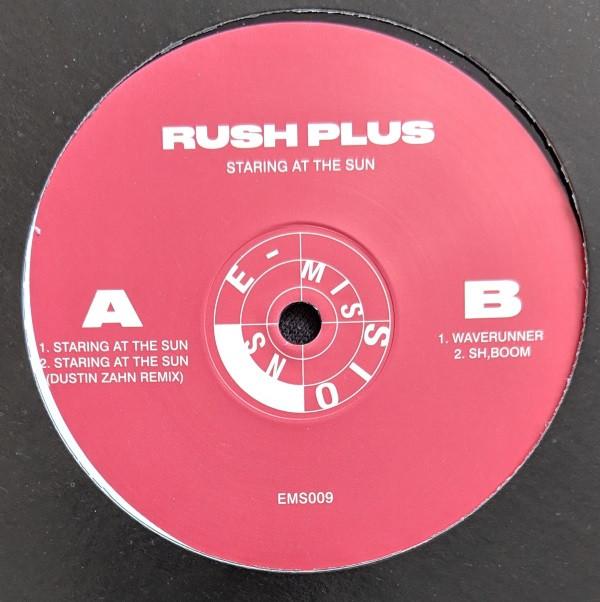 RUSH PLUS
STARING AT THE SUN
E-MISSIONS
A
1. STARING AT THE SUN
2. STARING AT THE SUN
(DUSTIN ZAHN REMIX)
B
1. WAVERUNNER
2. SH,BOOM
EMS009